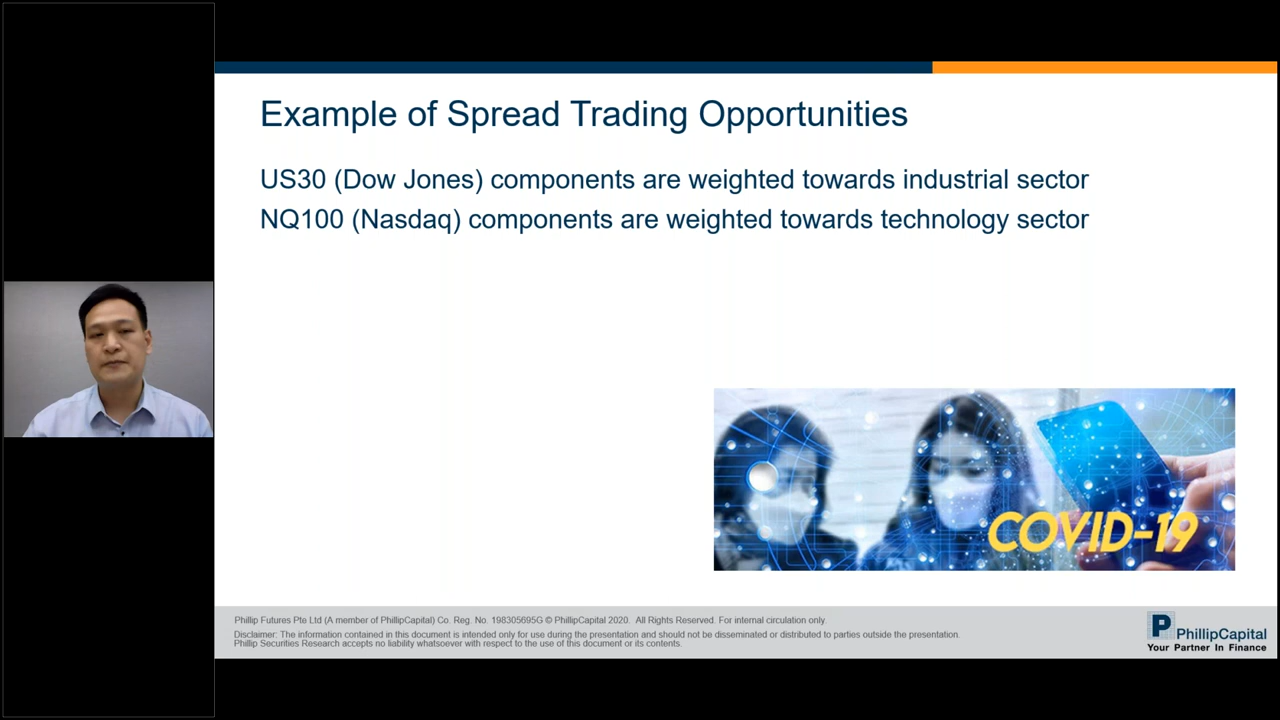 Example of Spread Trading Opportunities
US30 (Dow Jones) components are weighted towards industrial sector
NQ100 (Nasdaq) components are weighted towards technology sector
COVID-19
Phillip Futures Pte Ltd (A member of PhillipCapital) Co. Reg. No. 198305695G © PhillipCapital 2020. All Rights Reserved. For internal circulation only.
Disclaimer: The information contained in this document is intended only for use during the presentation and should not be disseminated or distributed to parties outside the presentation.
Phillip Securities Research accepts no liability whatsoever with respect to the use of this document or its contents.
P PhillipCapital
Your Partner In Finance